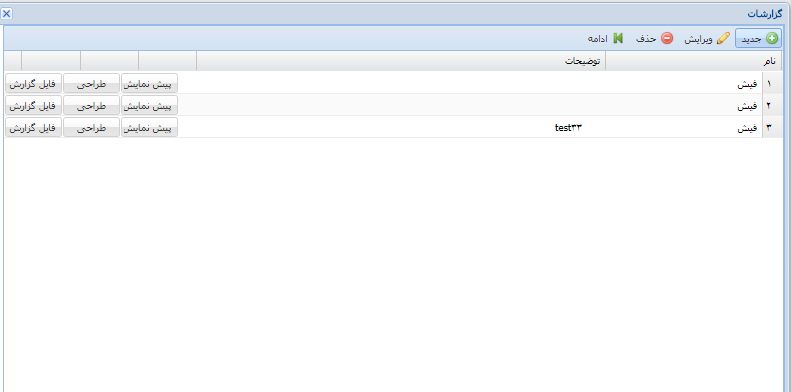 گزارشات
جدید ویرایش حذف ادامه
نام توضیحات
۱ فیش پیش نمایش طراحی فایل گزارش
۲ فیش پیش نمایش طراحی فایل گزارش
۳ فیش test۳۳ پیش نمایش طراحی فایل گزارش